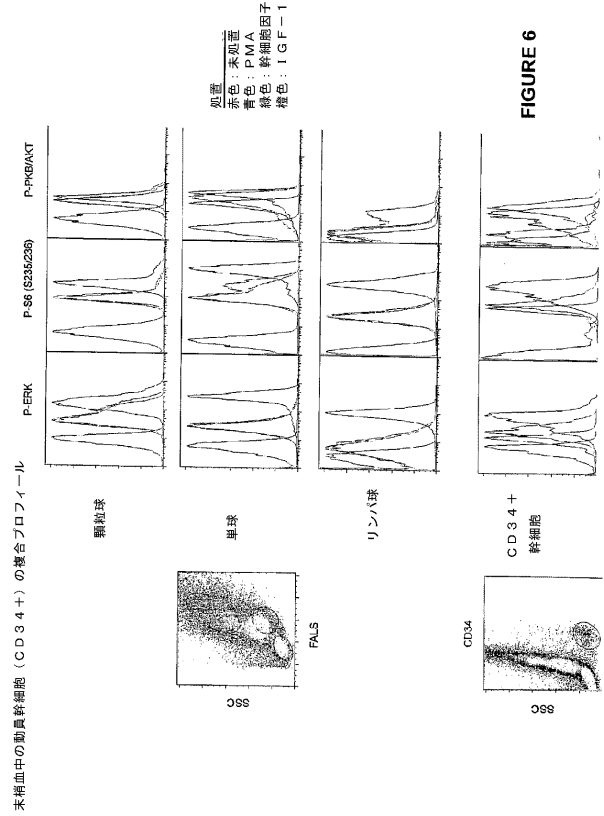 末梢血中の動員幹細胞(CD34+)の複合プロフィール
P-ERK
P-S6 (S235/236)
P-PKB/AKT
顆粒球
単球
リンパ球
CD34+
幹細胞
SSC
FALS
CD34
SSC
処置
赤色:未処置
青色:PMA
緑色:幹細胞因子
橙色:IGF-1
FIGURE 6